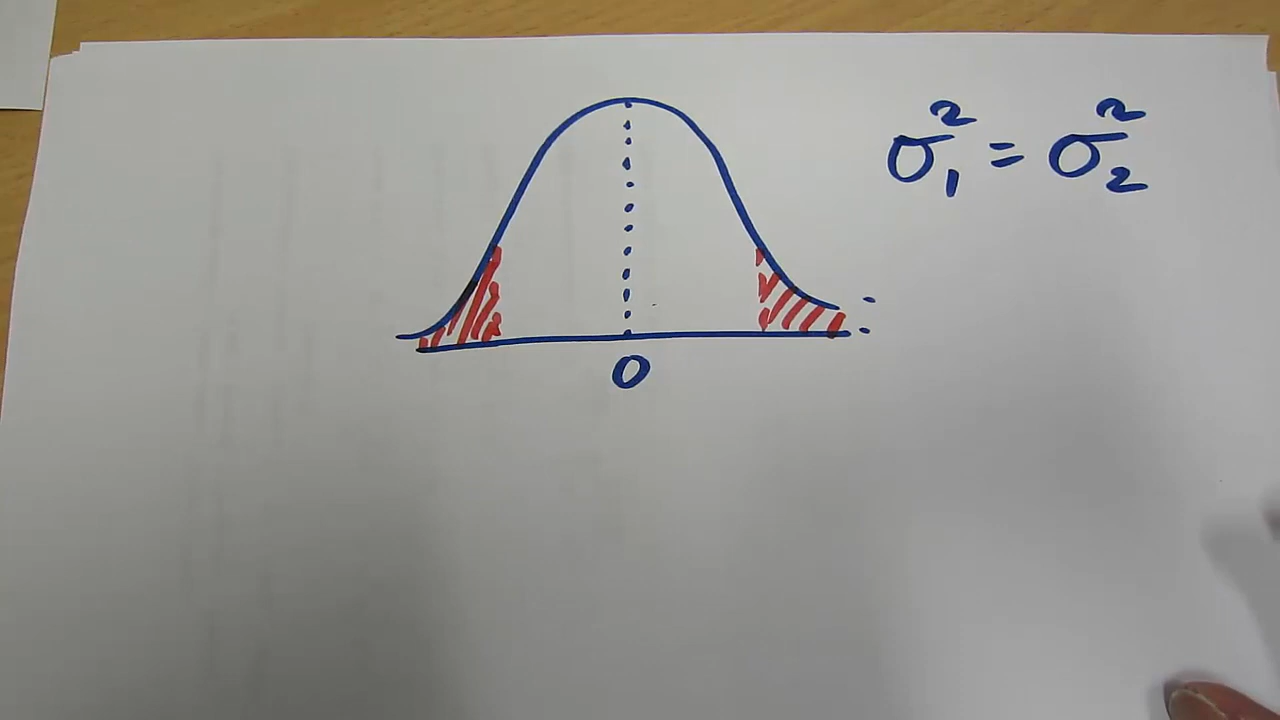 σ₁² = σ₂²
0